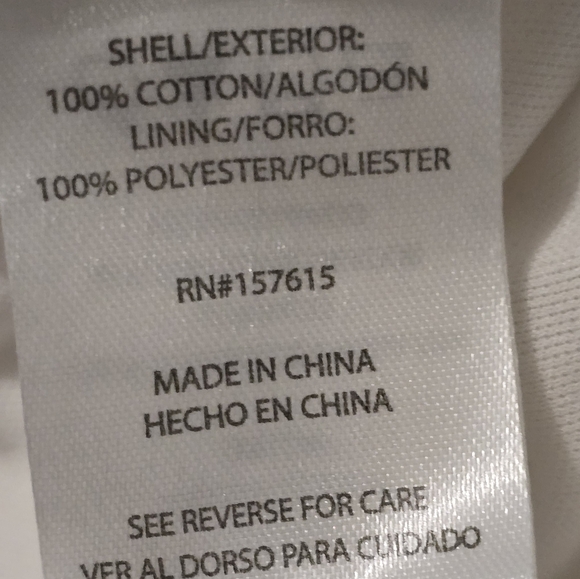 SHELL/EXTERIOR:
100% COTTON/ALGODÓN
LINING/FORRO:
100% POLYESTER/POLIESTER
RN#157615
MADE IN CHINA
HECHO EN CHINA
SEE REVERSE FOR CARE
VER AL DORSO PARA CUIDADO